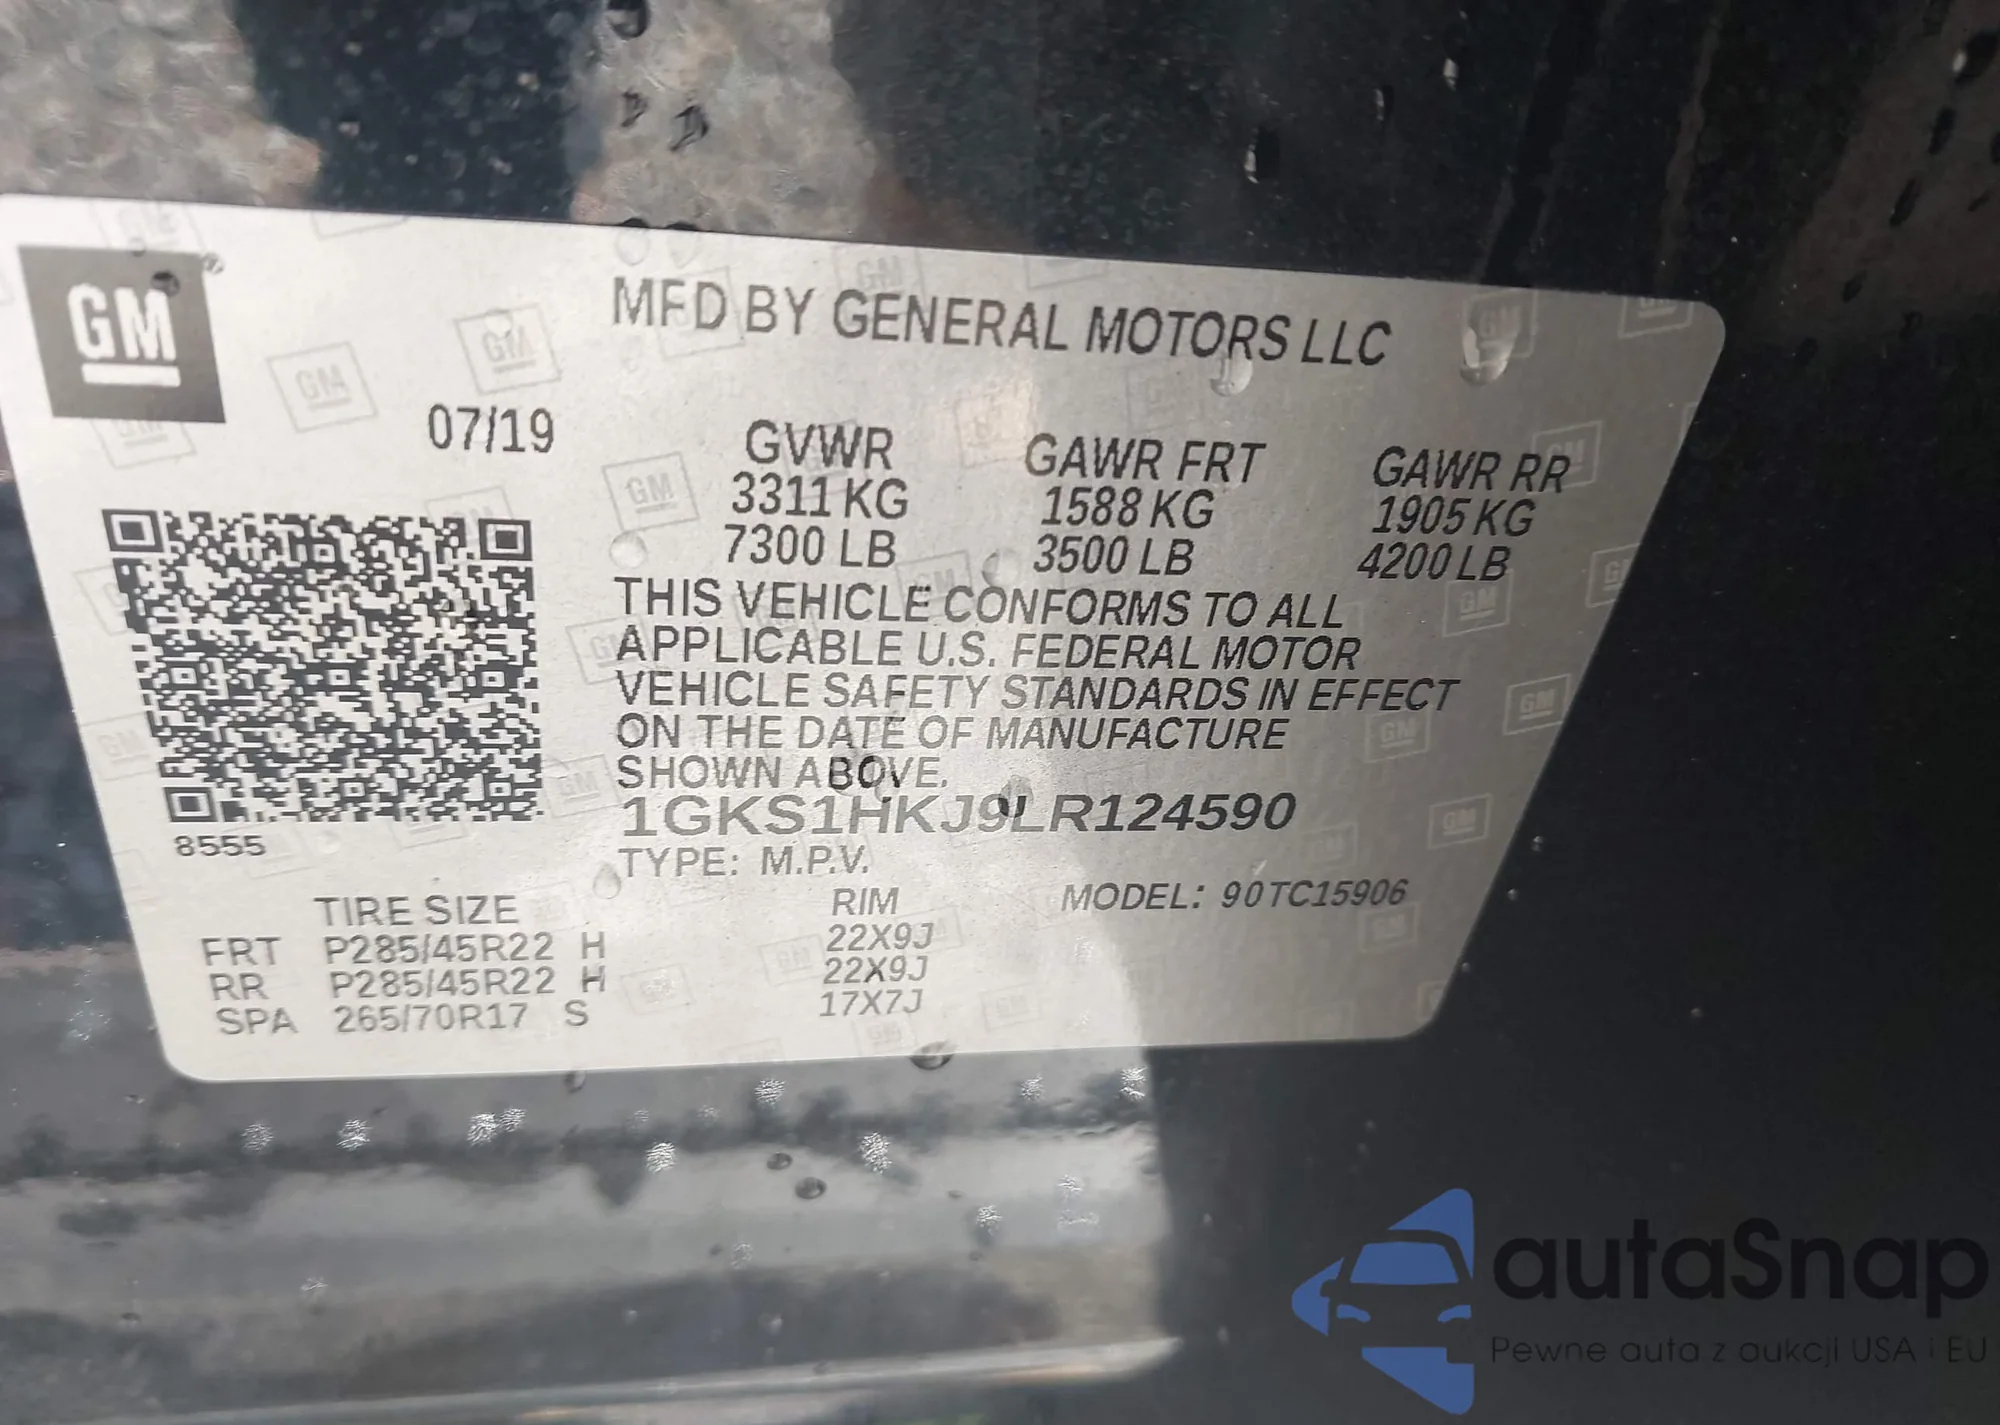 GM
MFD BY GENERAL MOTORS LLC
07/19
GVWR GAWR FRT GAWR RR
3311 KG 1588 KG 1905 KG
7300 LB 3500 LB 4200 LB
THIS VEHICLE CONFORMS TO ALL
APPLICABLE U.S. FEDERAL MOTOR
VEHICLE SAFETY STANDARDS IN EFFECT
ON THE DATE OF MANUFACTURE
SHOWN ABOVE.
1GKS1HKJ9LR124590
8555
TYPE: M.P.V.
TIRE SIZE RIM MODEL: 90TC15906
FRT P285/45R22 H 22X9J
RR P285/45R22 H 22X9J
SPA 265/70R17 S 17X7J
autaSnap
Pewne auta z aukcji USA i EU